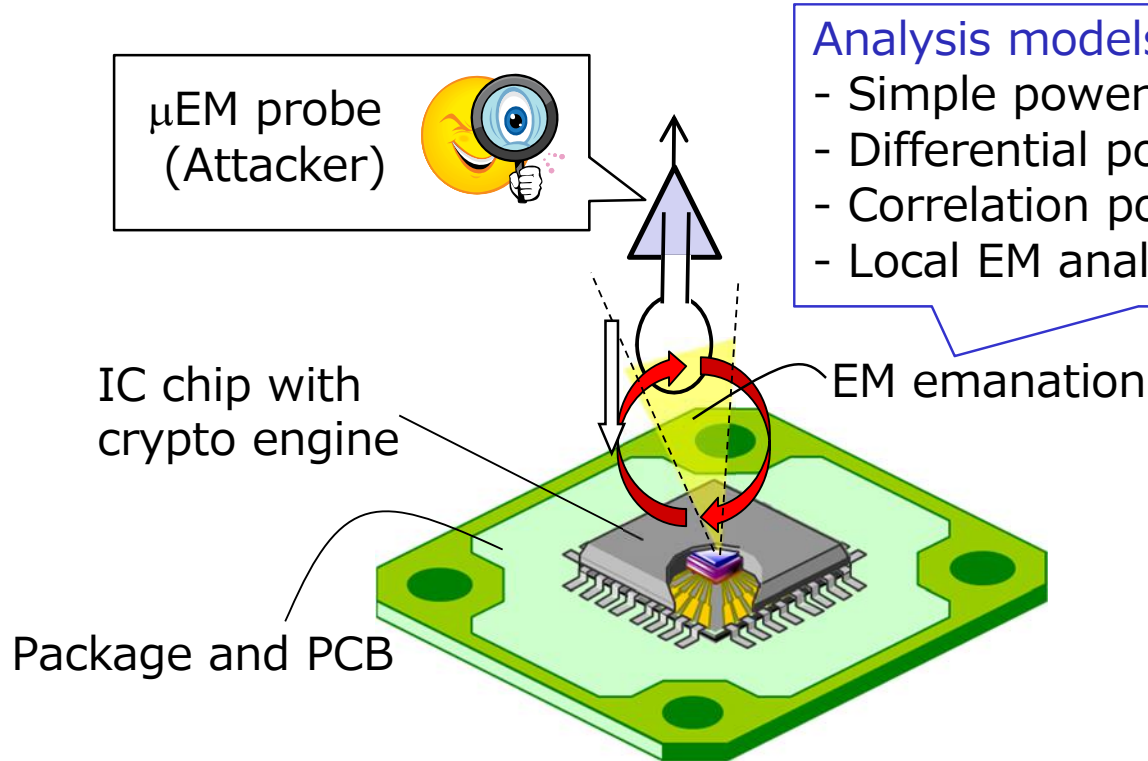 μEM probe
(Attacker)
Analysis models
- Simple power
- Differential po
- Correlation po
- Local EM anal
IC chip with
crypto engine
EM emanation
Package and PCB